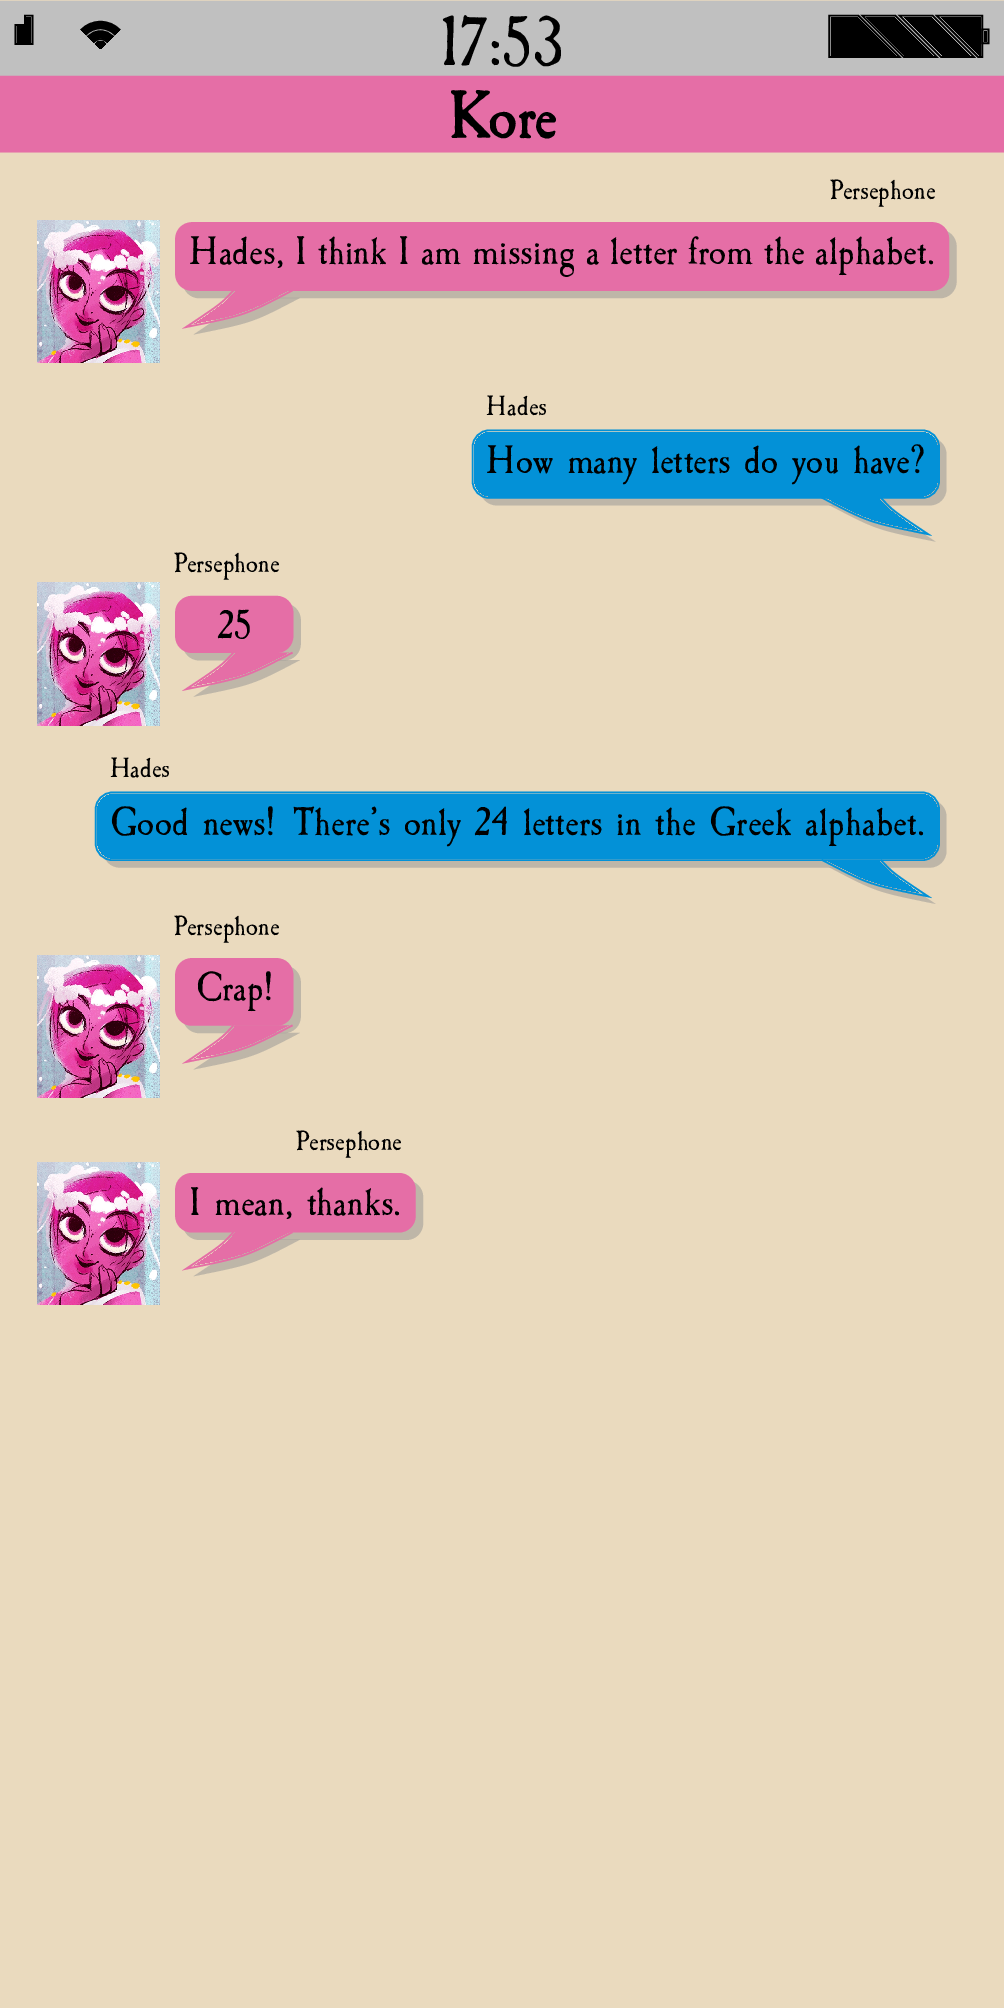 17:53
Kore
Persephone
Hades, I think I am missing a letter from the alphabet.
Hades
How many letters do you have?
Persephone
25
Hades
Good news! There's only 24 letters in the Greek alphabet.
Persephone
Crap!
Persephone
I mean, thanks.